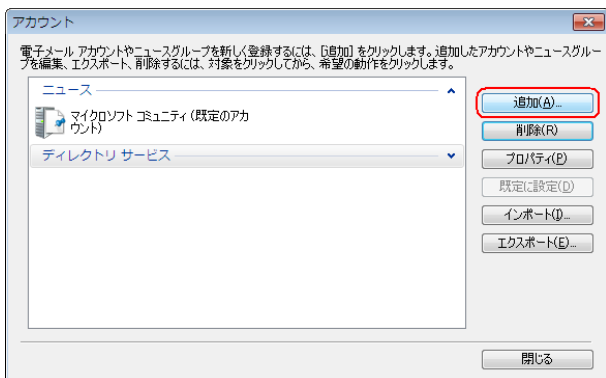 アカウント
電子メール アカウントやニュースグループを新しく登録するには、[追加] をクリックします。追加したアカウントやニュースグルー
プを編集、エクスポート、削除するには、対象をクリックしてから、希望の動作をクリックします。
ニュース
マイクロソフト コミュニティ (既定のアカ
ウント)
ディレクトリ サービス
追加(A)...
削除(R)
プロパティ(P)
既定に設定(D)
インポート(I)...
エクスポート(E)...
閉じる